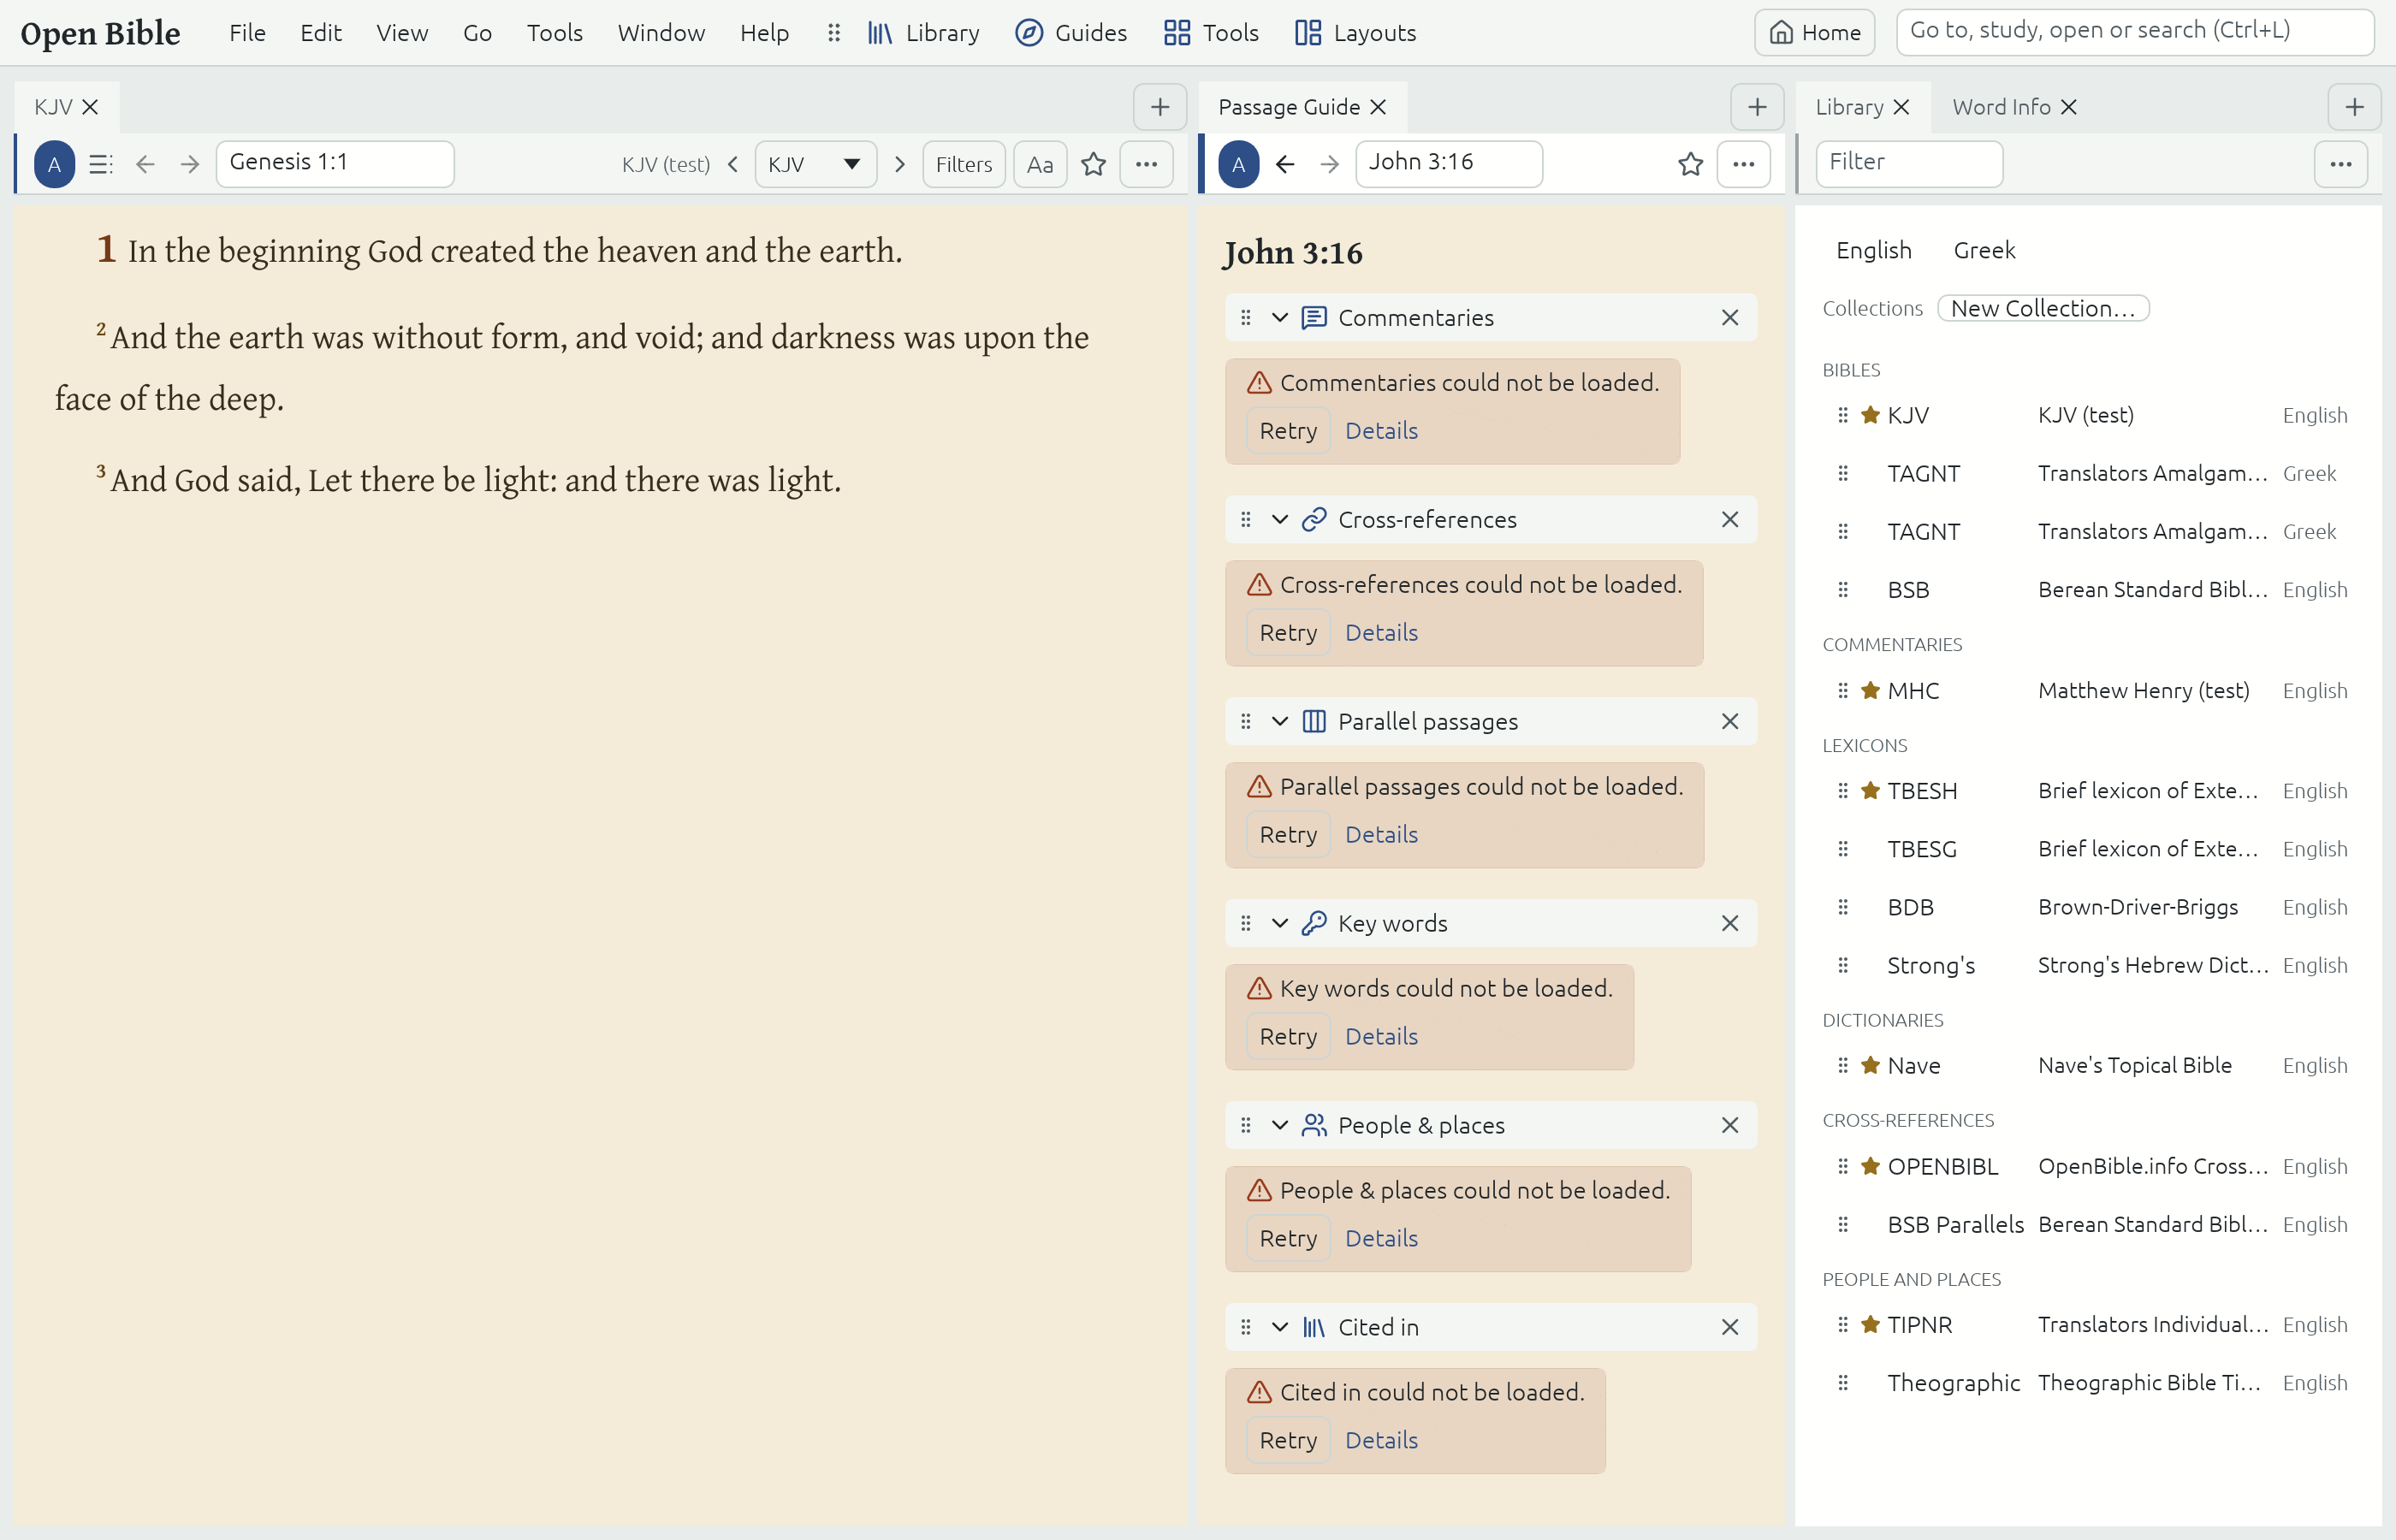 Open Bible File Edit View Go Tools Window Help Library Guides Tools Layouts Home Go to, study, open or search (Ctrl+L)
KJV
A Genesis 1:1 KJV (test) KJV Filters Aa
1 In the beginning God created the heaven and the earth.
2 And the earth was without form, and void; and darkness was upon the
face of the deep.
3 And God said, Let there be light: and there was light.
Passage Guide
A John 3:16
John 3:16
Commentaries
Commentaries could not be loaded.
Retry Details
Cross-references
Cross-references could not be loaded.
Retry Details
Parallel passages
Parallel passages could not be loaded.
Retry Details
Key words
Key words could not be loaded.
Retry Details
People & places
People & places could not be loaded.
Retry Details
Cited in
Cited in could not be loaded.
Retry Details
Library Word Info
Filter
English Greek
Collections New Collection…
BIBLES
KJV KJV (test) English
TAGNT Translators Amalgam… Greek
TAGNT Translators Amalgam… Greek
BSB Berean Standard Bibl… English
COMMENTARIES
MHC Matthew Henry (test) English
LEXICONS
TBESH Brief lexicon of Exte… English
TBESG Brief lexicon of Exte… English
BDB Brown-Driver-Briggs English
Strong's Strong's Hebrew Dict… English
DICTIONARIES
Nave Nave's Topical Bible English
CROSS-REFERENCES
OPENBIBL OpenBible.info Cross… English
BSB Parallels Berean Standard Bibl… English
PEOPLE AND PLACES
TIPNR Translators Individual… English
Theographic Theographic Bible Ti… English